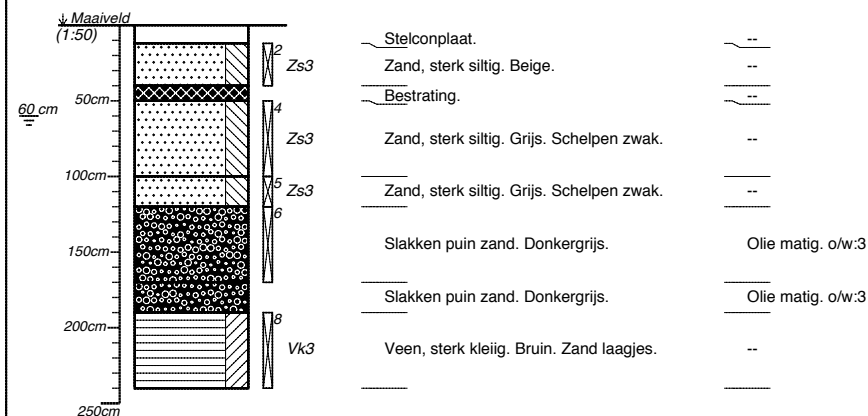 Maaiveld
(1:50)
Stelconplaat. --
2
Zs3 Zand, sterk siltig. Beige. --
60 cm
50cm Bestrating. --
4
Zs3 Zand, sterk siltig. Grijs. Schelpen zwak. --
100cm
5
Zs3 Zand, sterk siltig. Grijs. Schelpen zwak. --
6
150cm Slakken puin zand. Donkergrijs. Olie matig. o/w:3
Slakken puin zand. Donkergrijs. Olie matig. o/w:3
200cm
8
Vk3 Veen, sterk kleiig. Bruin. Zand laagjes. --
250cm